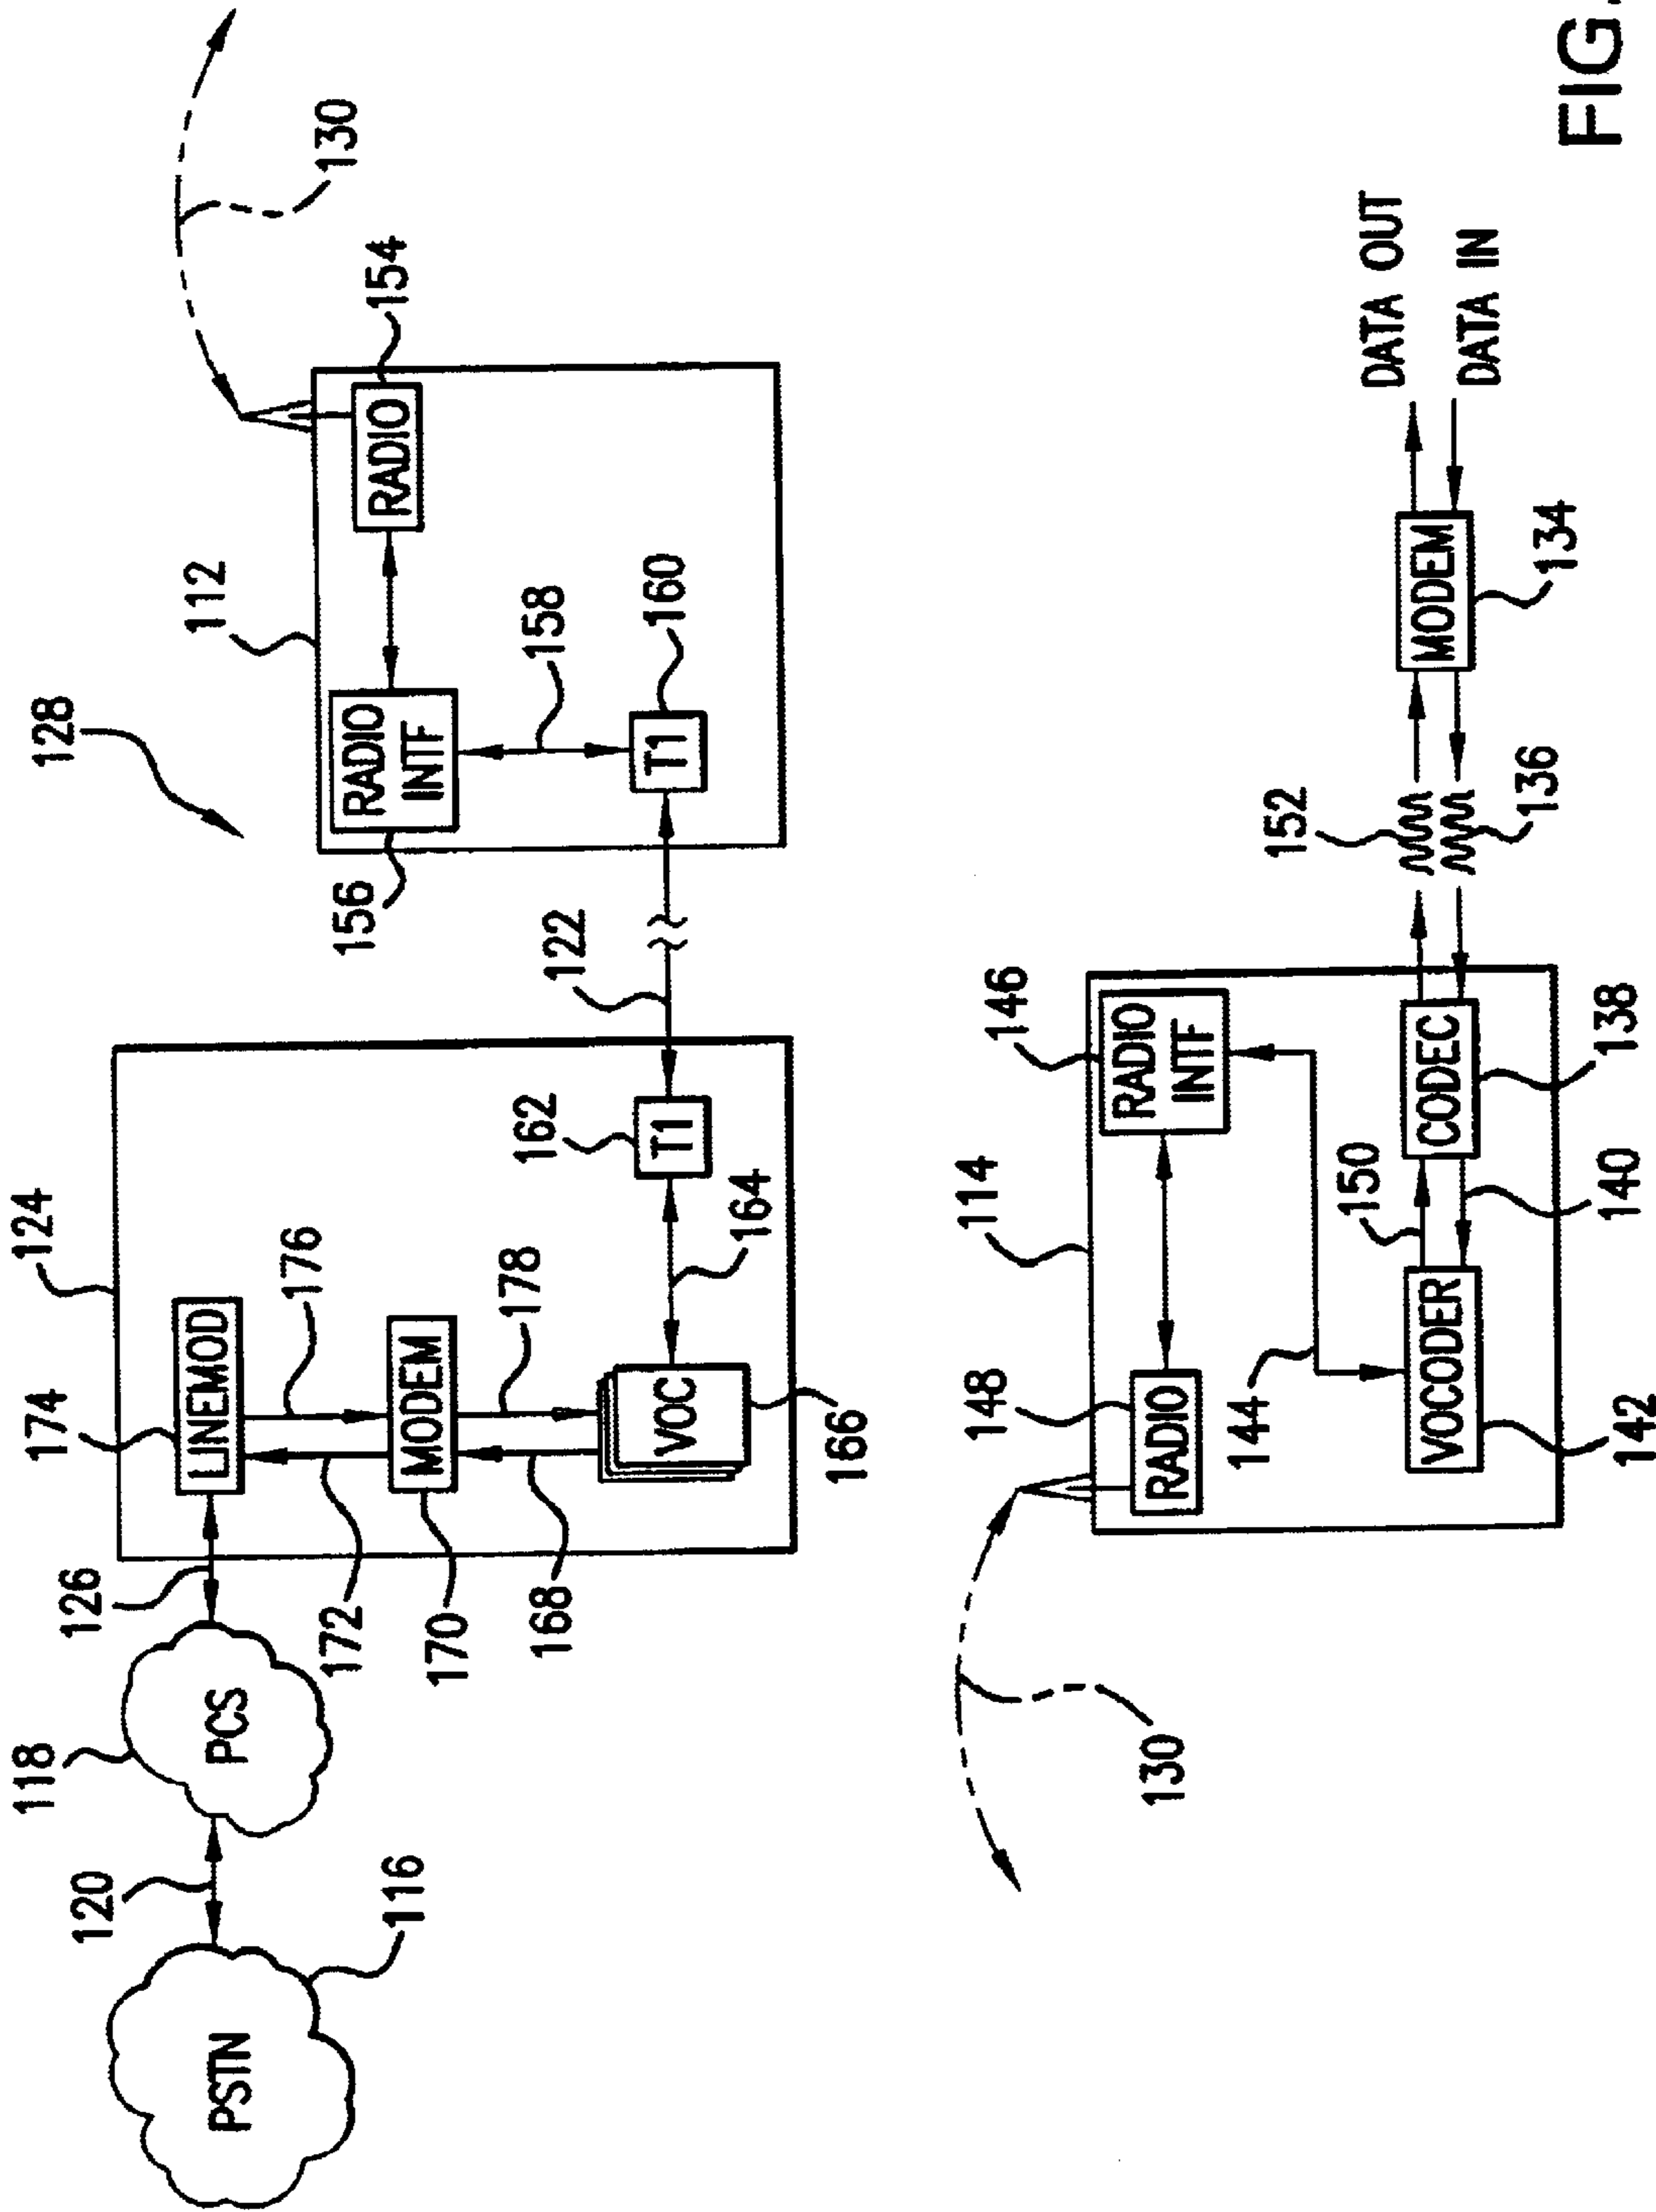 128
112
130
RADIO
INTF
RADIO
154
156
158
T1
160
122
124
174
LINEMOD
176
MODEM
178
162
T1
164
VOC
166
168
170
172
126
118
PCS
120
PSTN
116
114
146
RADIO
INTF
148
RADIO
144
150
CODEC
138
140
VOCODER
142
130
152
136
MODEM
134
DATA OUT
DATA IN
FIG.